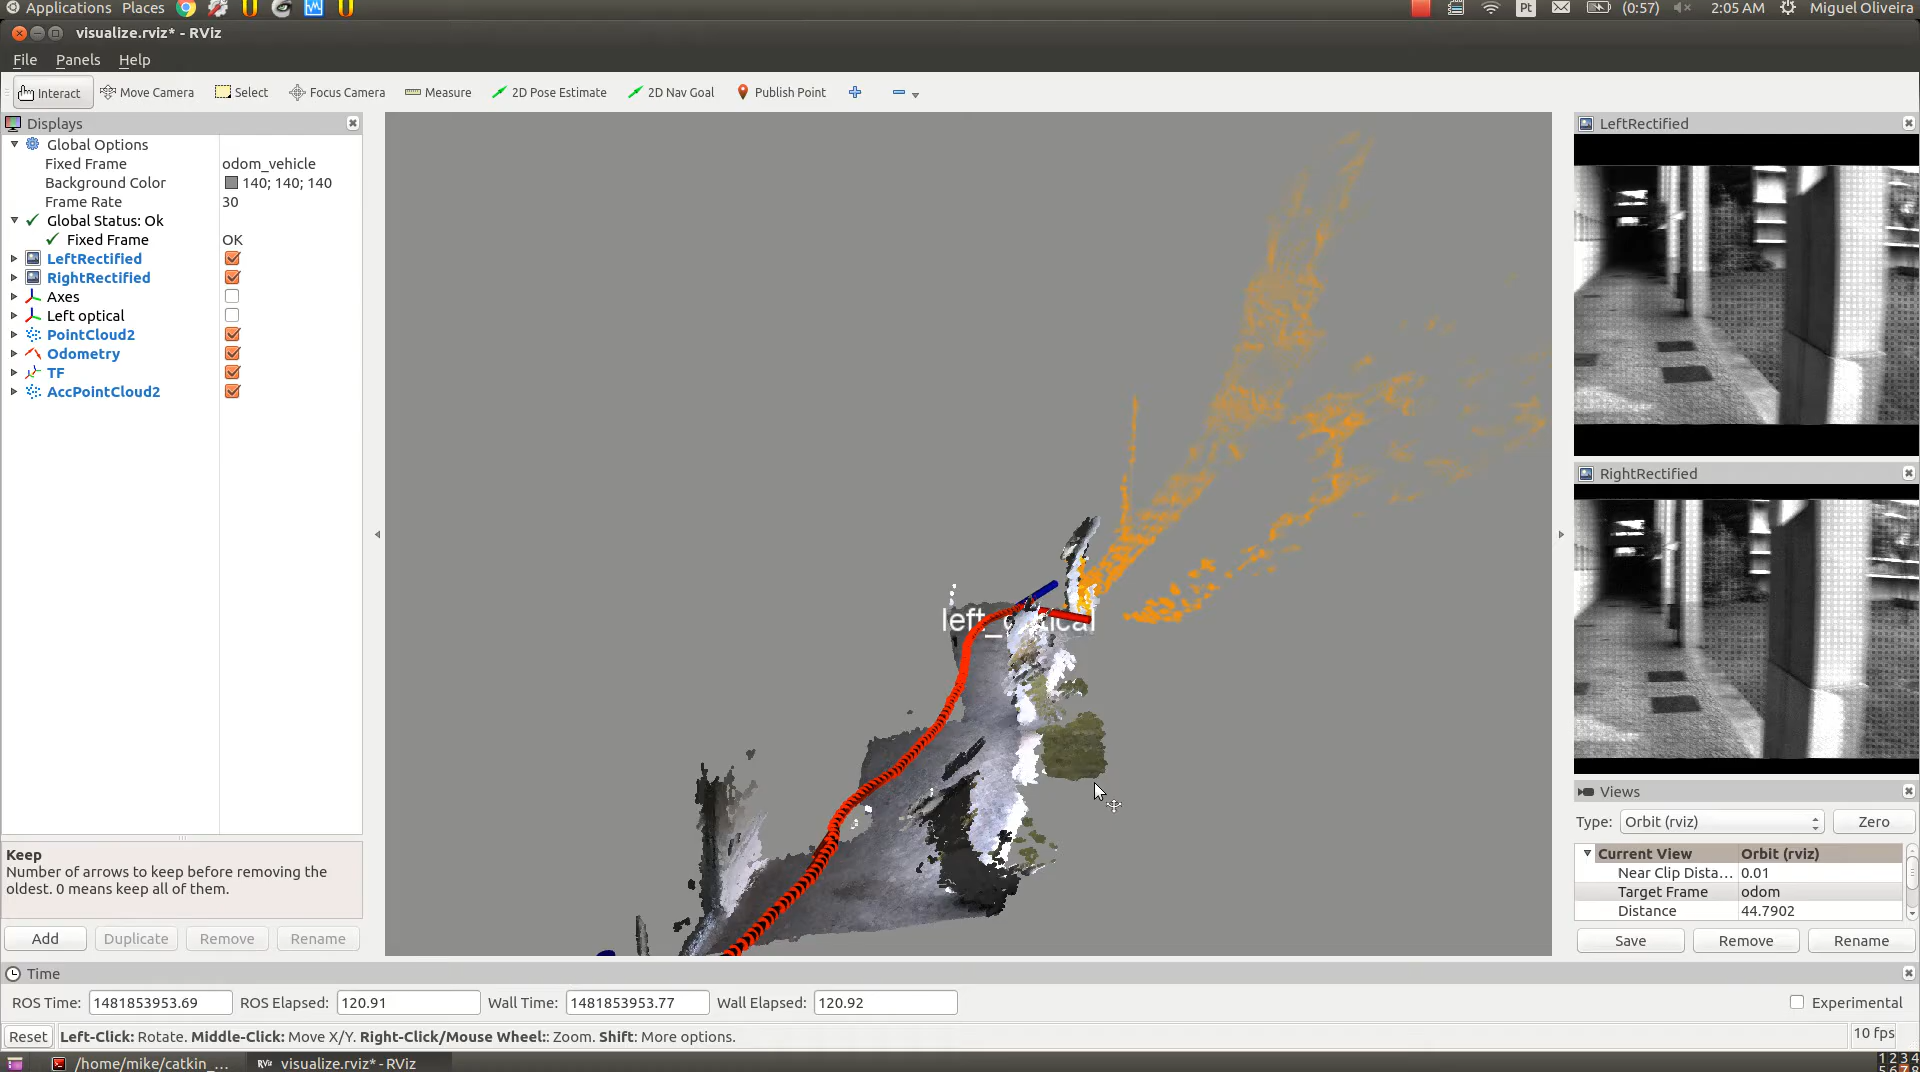 Applications Places Pt (0:57) 2:05 AM Miguel Oliveira
visualize.rviz* - RViz
File Panels Help
Interact Move Camera Select Focus Camera Measure 2D Pose Estimate 2D Nav Goal Publish Point
Displays
Global Options
Fixed Frame odom_vehicle
Background Color 140; 140; 140
Frame Rate 30
Global Status: Ok
Fixed Frame OK
LeftRectified
RightRectified
Axes
Left optical
PointCloud2
Odometry
TF
AccPointCloud2
Keep
Number of arrows to keep before removing the
oldest. 0 means keep all of them.
Add Duplicate Remove Rename
LeftRectified
RightRectified
Views
Type: Orbit (rviz) Zero
Current View Orbit (rviz)
Near Clip Dista... 0.01
Target Frame odom
Distance 44.7902
Save Remove Rename
Time
ROS Time: 1481853953.69 ROS Elapsed: 120.91 Wall Time: 1481853953.77 Wall Elapsed: 120.92 Experimental
Reset Left-Click: Rotate. Middle-Click: Move X/Y. Right-Click/Mouse Wheel:: Zoom. Shift: More options. 10 fps
/home/mike/catkin_... visualize.rviz* - RViz 1 2 3 4